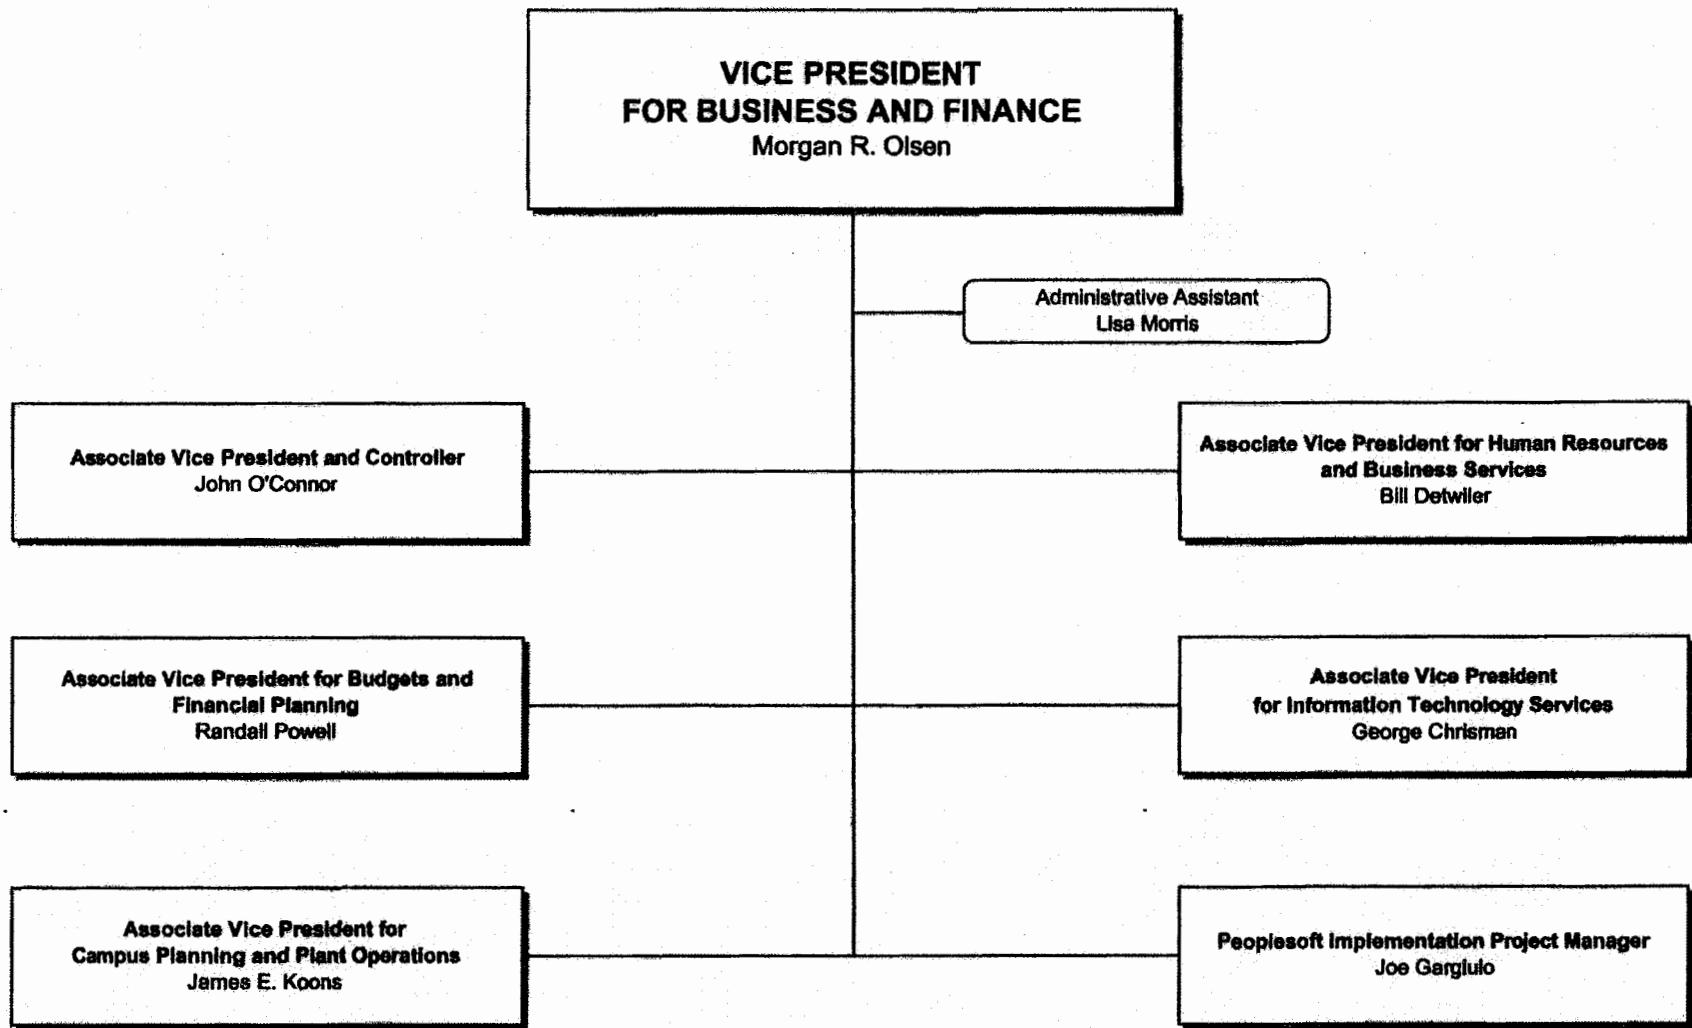 VICE PRESIDENT
FOR BUSINESS AND FINANCE
Morgan R. Olsen
Administrative Assistant
Lisa Morris
Associate Vice President and Controller
John O'Connor
Associate Vice President for Human Resources
and Business Services
Bill Detwiler
Associate Vice President for Budgets and
Financial Planning
Randall Powell
Associate Vice President
for Information Technology Services
George Chrisman
Associate Vice President for
Campus Planning and Plant Operations
James E. Koons
Peoplesoft Implementation Project Manager
Joe Gargiulo